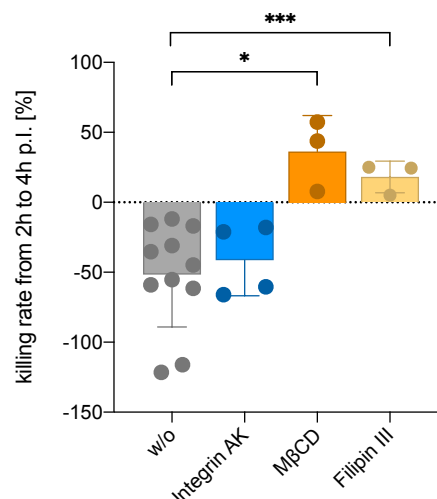 ***
*
killing rate from 2h to 4h p.l. [%]
100
50
0
-50
-100
-150
w/o
Integrin AK
MβCD
Filipin III